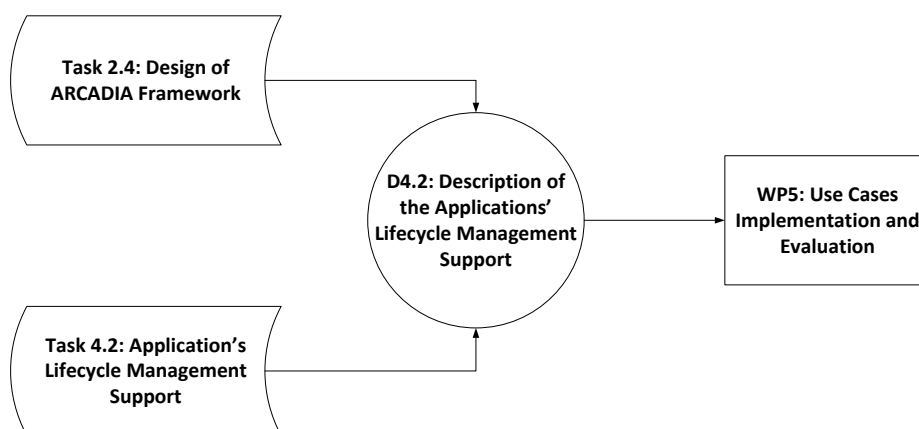 Task 2.4: Design of
ARCADIA Framework
D4.2: Description of
the Applications’
Lifecycle Management
Support
WP5: Use Cases
Implementation and
Evaluation
Task 4.2: Application’s
Lifecycle Management
Support